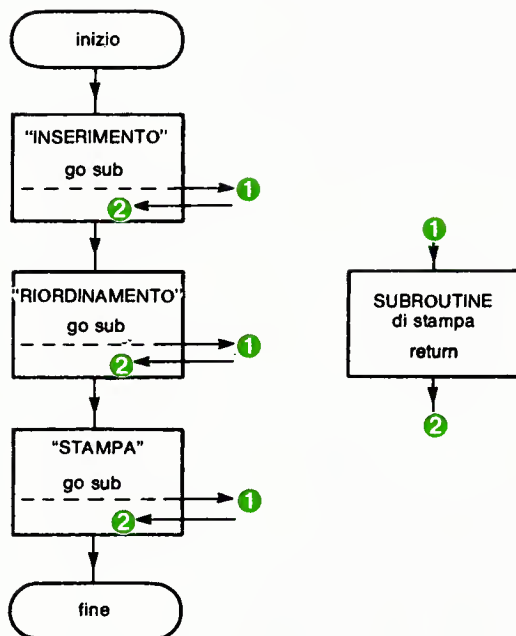 inizio
"INSERIMENTO"
go sub
1
2
"RIORDINAMENTO"
go sub
1
2
"STAMPA"
go sub
1
2
fine
1
SUBROUTINE
di stampa
return
2